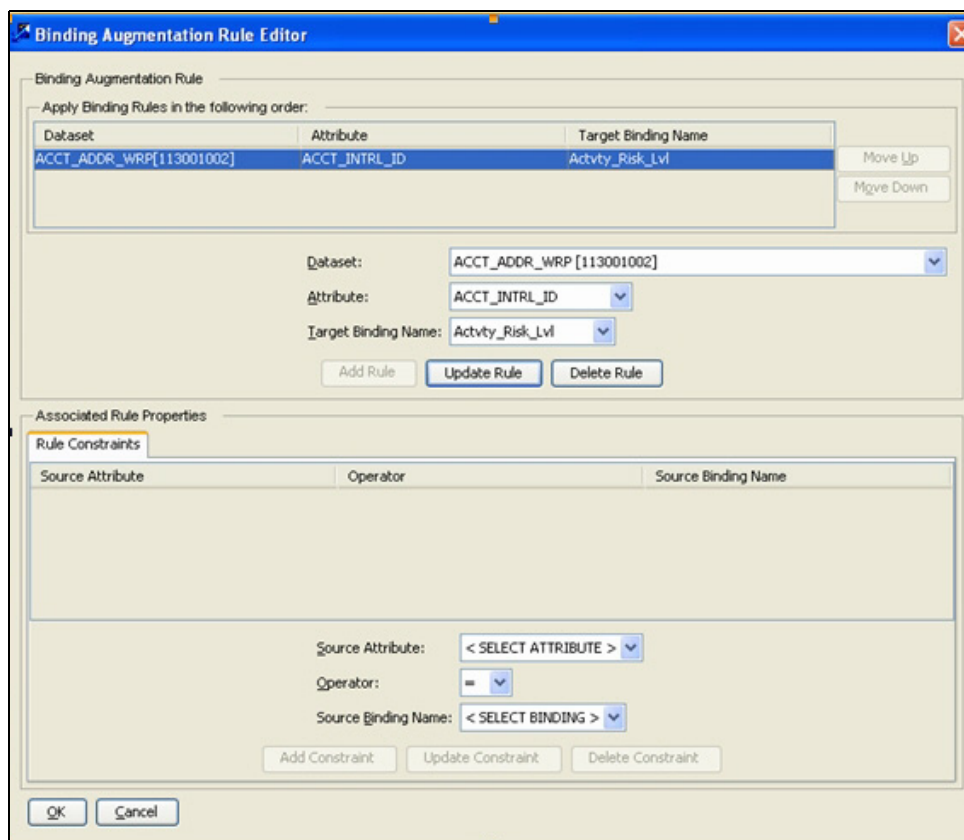 Binding Augmentation Rule Editor
Binding Augmentation Rule
Apply Binding Rules in the following order:
Dataset Attribute Target Binding Name
ACCT_ADDR_WRP[113001002] ACCT_INTRL_ID Actvty_Risk_Lvl
Move Up
Move Down
Dataset: ACCT_ADDR_WRP [113001002]
Attribute: ACCT_INTRL_ID
Target Binding Name: Actvty_Risk_Lvl
Add Rule Update Rule Delete Rule
Associated Rule Properties
Rule Constraints
Source Attribute Operator Source Binding Name
Source Attribute: < SELECT ATTRIBUTE >
Operator: =
Source Binding Name: < SELECT BINDING >
Add Constraint Update Constraint Delete Constraint
OK Cancel